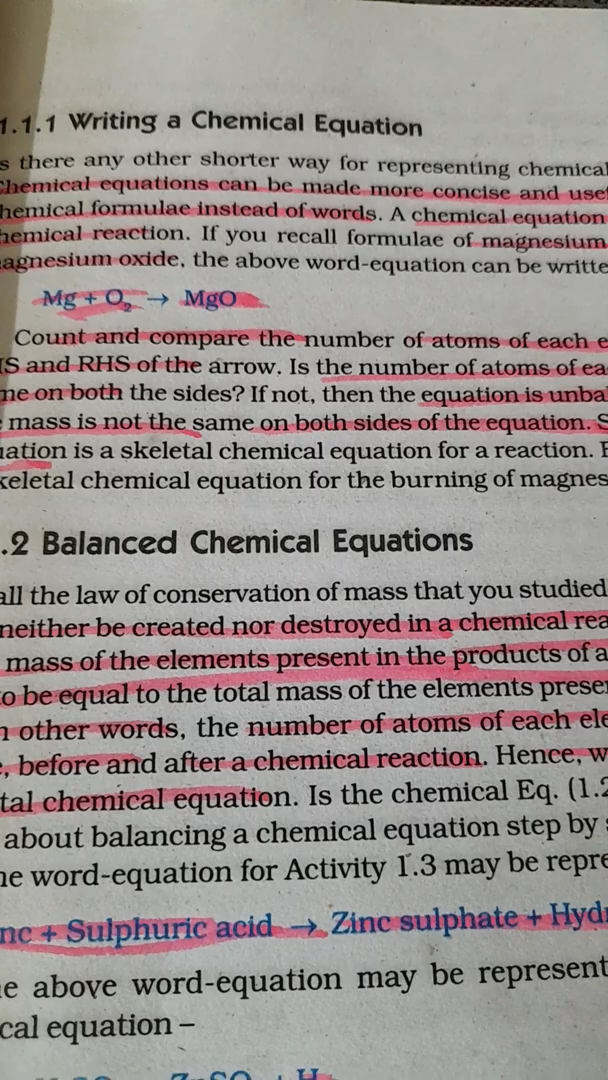 1.1.1 Writing a Chemical Equation
s there any other shorter way for representing chemical
Chemical equations can be made more concise and usef
hemical formulae instead of words. A chemical equation
hemical reaction. If you recall formulae of magnesium
agnesium oxide, the above word-equation can be writte
Mg + O₂ → MgO
Count and compare the number of atoms of each e
IS and RHS of the arrow. Is the number of atoms of ea
me on both the sides? If not, then the equation is unba
mass is not the same on both sides of the equation. S
uation is a skeletal chemical equation for a reaction. E
keletal chemical equation for the burning of magnes
.2 Balanced Chemical Equations
all the law of conservation of mass that you studied
neither be created nor destroyed in a chemical rea
mass of the elements present in the products of a
o be equal to the total mass of the elements presen
n other words, the number of atoms of each ele
, before and after a chemical reaction. Hence, w
tal chemical equation. Is the chemical Eq. (1.2
about balancing a chemical equation step by s
he word-equation for Activity 1.3 may be repre
nc + Sulphuric acid → Zinc sulphate + Hydr
e above word-equation may be represent
cal equation –